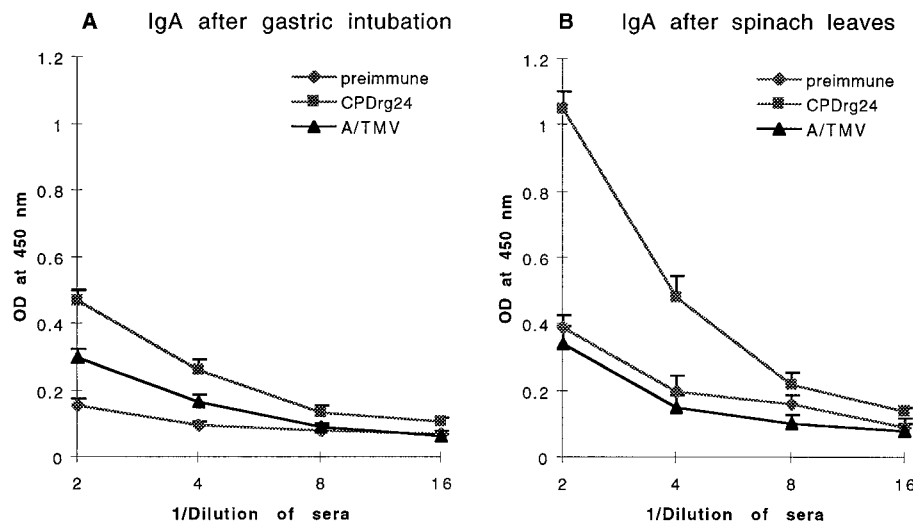 A IgA after gastric intubation
1.2
1
0.8
0.6
0.4
0.2
0
OD at 450 nm
preimmune
CPDrg24
A/TMV
2 4 8 16
1/Dilution of sera
B IgA after spinach leaves
1.2
1
0.8
0.6
0.4
0.2
0
OD at 450 nm
preimmune
CPDrg24
A/TMV
2 4 8 16
1/Dilution of sera